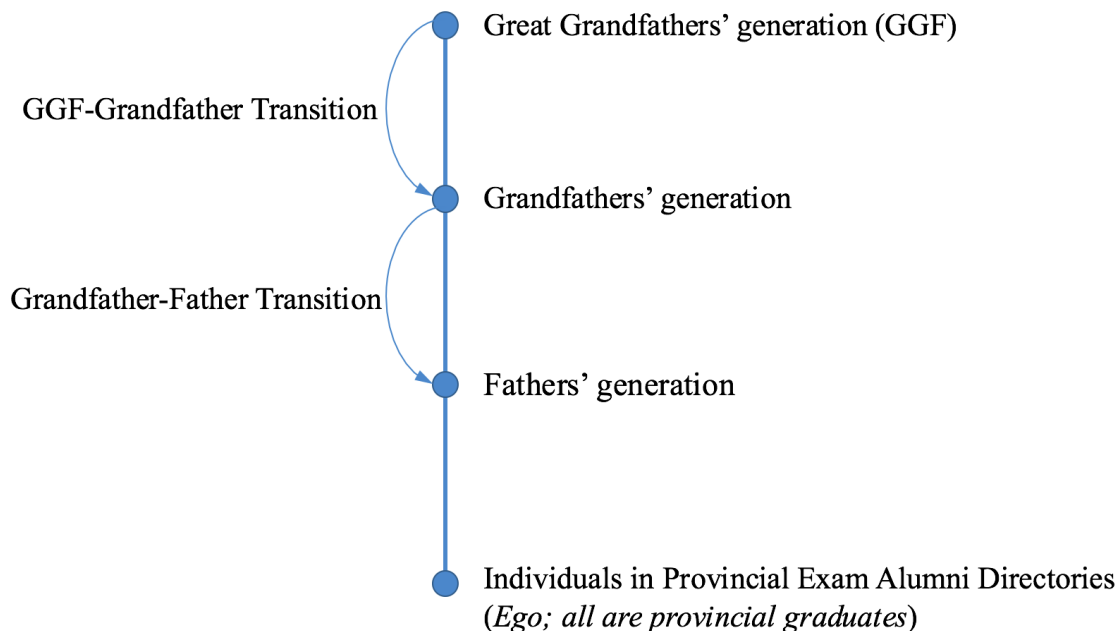 Great Grandfathers’ generation (GGF)
GGF-Grandfather Transition
Grandfathers’ generation
Grandfather-Father Transition
Fathers’ generation
Individuals in Provincial Exam Alumni Directories
(Ego; all are provincial graduates)